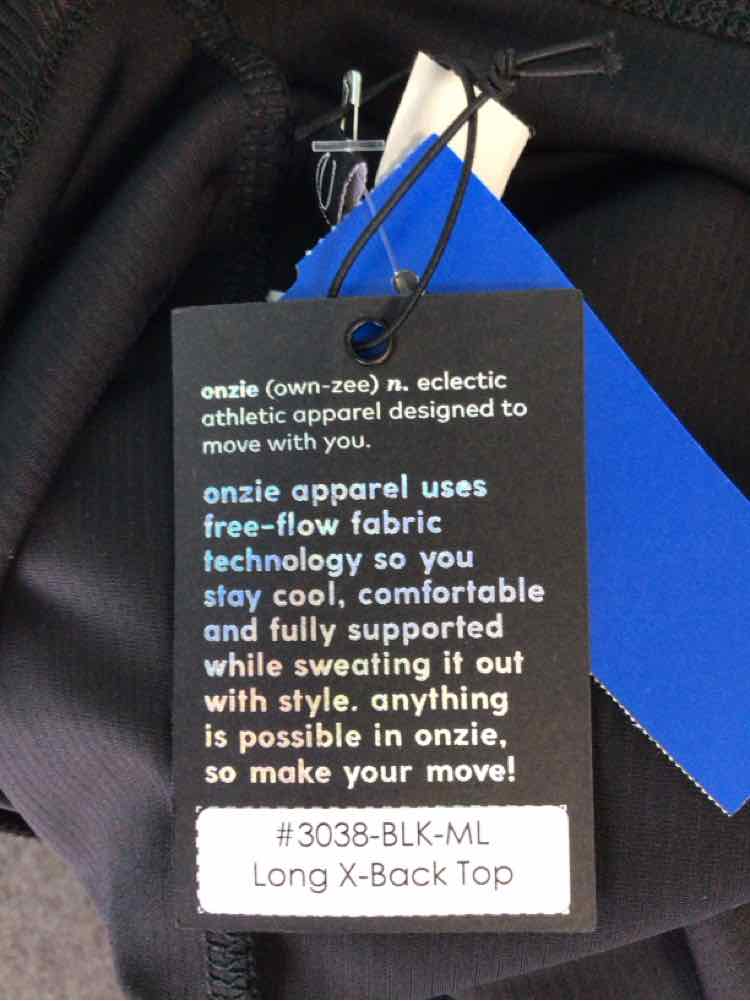 onzie (own-zee) n. eclectic
athletic apparel designed to
move with you.
onzie apparel uses
free-flow fabric
technology so you
stay cool, comfortable
and fully supported
while sweating it out
with style. anything
is possible in onzie,
so make your move!
#3038-BLK-ML
Long X-Back Top